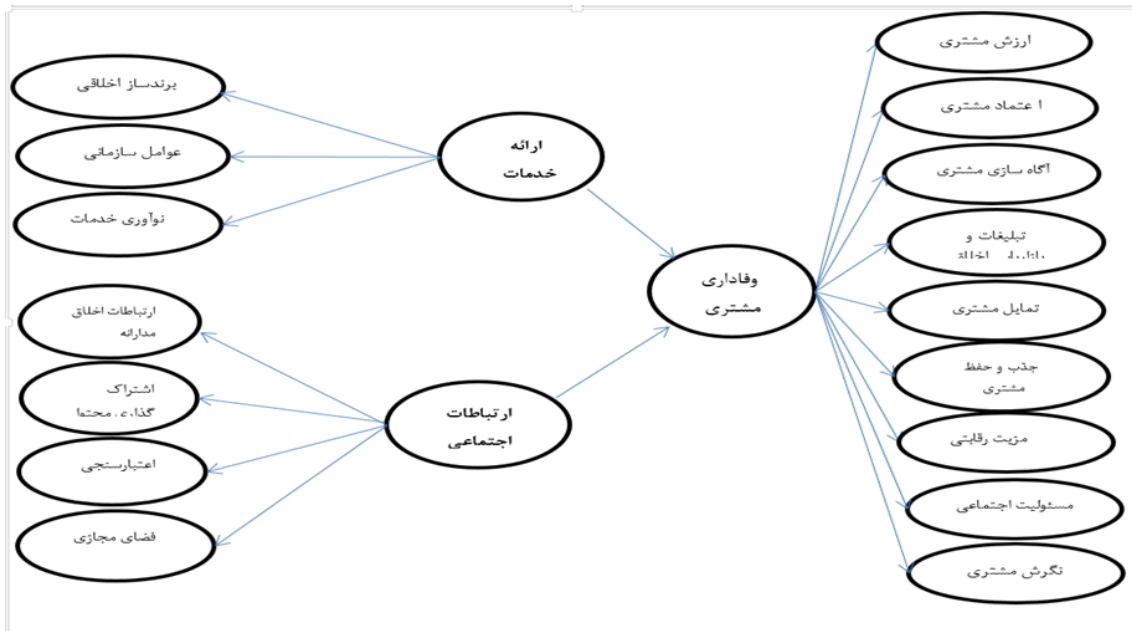 ارزش مشتری
ا عتماد مشتری
آگاه سازی مشتری
تبلیغات و
تمایل مشتری
جذب و حفظ
مشتری
مزیت رقابتی
مسئولیت اجتماعی
نگرش مشتری
وفاداری
مشتری
ارائه
خدمات
ارتباطات
اجتماعی
برندساز اخلاقی
عوامل سازمانی
نوآوری خدمات
ارتباطات اخلاق
مدارانه
اشتراک
گذاری محتوا
اعتبارسنجی
فضای مجازی